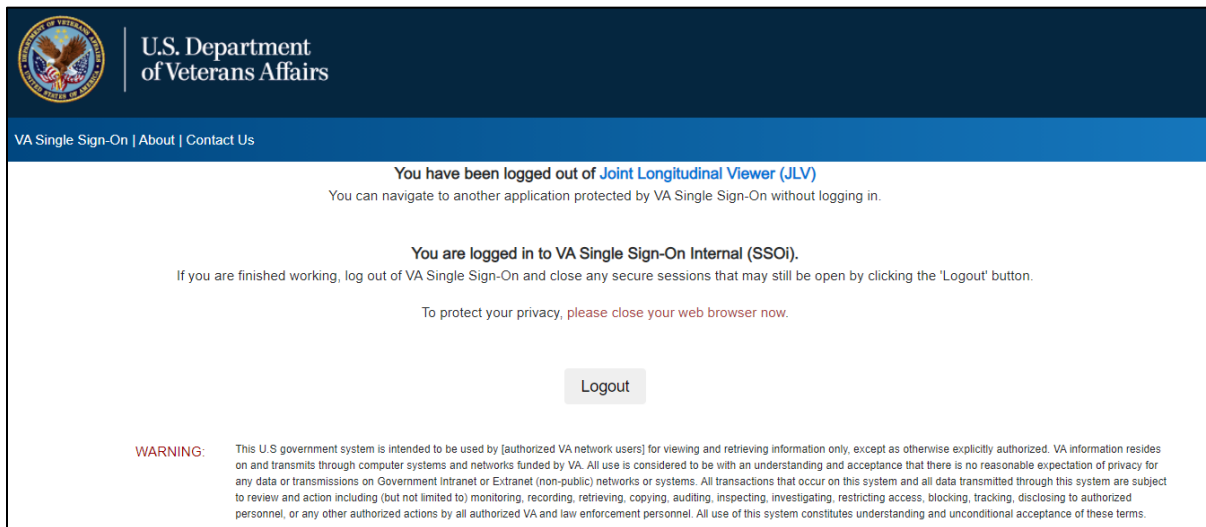 U.S. Department
of Veterans Affairs
VA Single Sign-On | About | Contact Us
You have been logged out of Joint Longitudinal Viewer (JLV)
You can navigate to another application protected by VA Single Sign-On without logging in.
You are logged in to VA Single Sign-On Internal (SSOi).
If you are finished working, log out of VA Single Sign-On and close any secure sessions that may still be open by clicking the 'Logout' button.
To protect your privacy, please close your web browser now.
Logout
WARNING: This U.S government system is intended to be used by [authorized VA network users] for viewing and retrieving information only, except as otherwise explicitly authorized. VA information resides
on and transmits through computer systems and networks funded by VA. All use is considered to be with an understanding and acceptance that there is no reasonable expectation of privacy for
any data or transmissions on Government Intranet or Extranet (non-public) networks or systems. All transactions that occur on this system and all data transmitted through this system are subject
to review and action including (but not limited to) monitoring, recording, retrieving, copying, auditing, inspecting, investigating, restricting access, blocking, tracking, disclosing to authorized
personnel, or any other authorized actions by all authorized VA and law enforcement personnel. All use of this system constitutes understanding and unconditional acceptance of these terms.